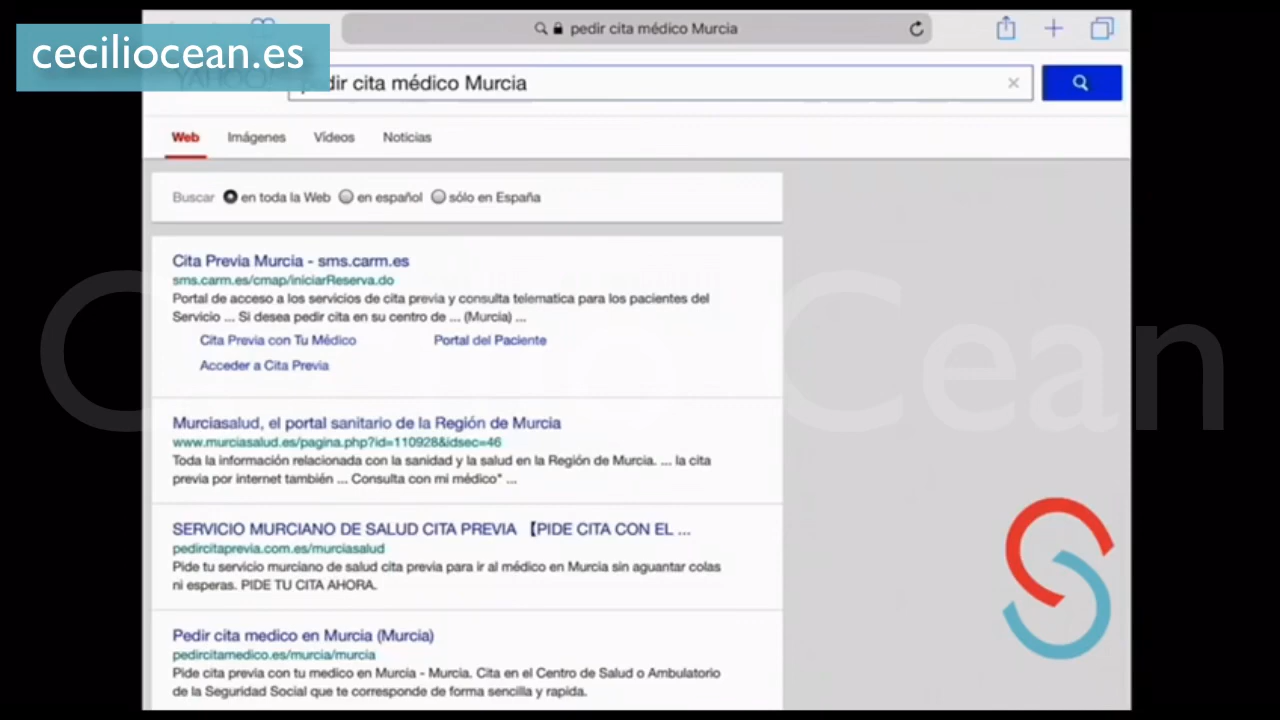 ceciliocean.es
pedir cita médico Murcia
YAHOO!
pedir cita médico Murcia
Web Imágenes Vídeos Noticias
Buscar en toda la Web en español sólo en España
Cita Previa Murcia - sms.carm.es
sms.carm.es/cmap/iniciarReserva.do
Portal de acceso a los servicios de cita previa y consulta telematica para los pacientes del
Servicio ... Si desea pedir cita en su centro de ... (Murcia) ...
Cita Previa con Tu Médico Portal del Paciente
Acceder a Cita Previa
Murciasalud, el portal sanitario de la Región de Murcia
www.murciasalud.es/pagina.php?id=110928&idsec=46
Toda la información relacionada con la sanidad y la salud en la Región de Murcia. ... la cita
previa por internet también ... Consulta con mi médico* ...
SERVICIO MURCIANO DE SALUD CITA PREVIA 【PIDE CITA CON EL ...
pedircitaprevia.com.es/murciasalud
Pide tu servicio murciano de salud cita previa para ir al médico en Murcia sin aguantar colas
ni esperas. PIDE TU CITA AHORA.
Pedir cita medico en Murcia (Murcia)
pedircitamedico.es/murcia/murcia
Pide cita previa con tu medico en Murcia - Murcia. Cita en el Centro de Salud o Ambulatorio
de la Seguridad Social que te corresponde de forma sencilla y rapida.